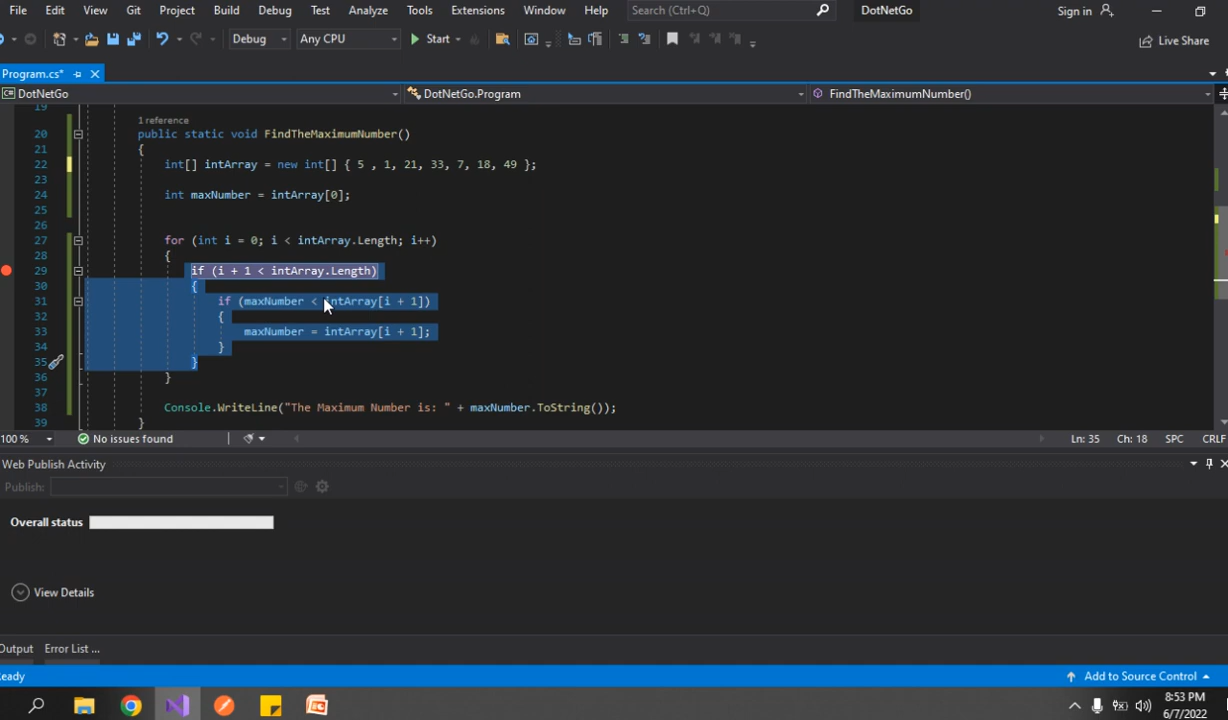 File Edit View Git Project Build Debug Test Analyze Tools Extensions Window Help Search (Ctrl+Q) DotNetGo Sign in
Debug Any CPU Start Live Share
Program.cs*
DotNetGo DotNetGo.Program FindTheMaximumNumber()
19
1 reference
20 public static void FindTheMaximumNumber()
21 {
22 int[] intArray = new int[] { 5 , 1, 21, 33, 7, 18, 49 };
23
24 int maxNumber = intArray[0];
25
26
27 for (int i = 0; i < intArray.Length; i++)
28 {
29 if (i + 1 < intArray.Length)
30 {
31 if (maxNumber < intArray[i + 1])
32 {
33 maxNumber = intArray[i + 1];
34 }
35 }
36 }
37
38 Console.WriteLine("The Maximum Number is: " + maxNumber.ToString());
39 }
100 % No issues found Ln: 35 Ch: 18 SPC CRLF
Web Publish Activity
Publish:
Overall status
View Details
Output Error List ...
eady Add to Source Control
8:53 PM
6/7/2022